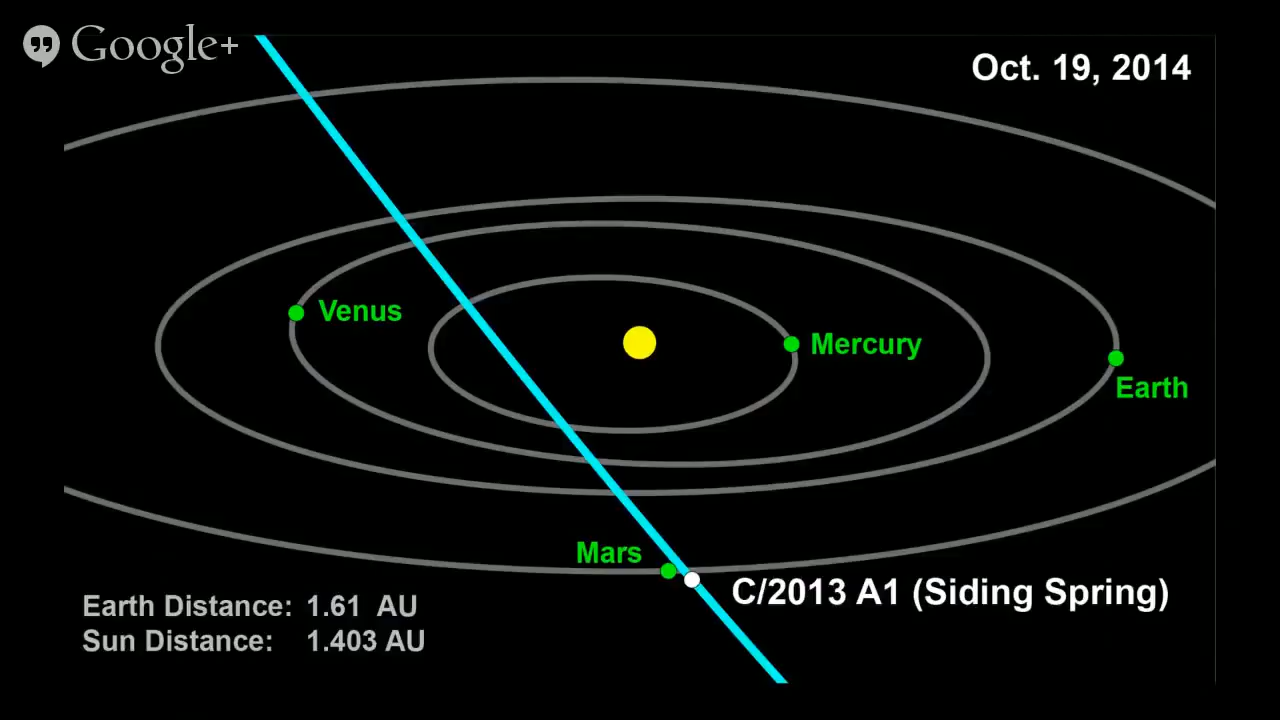 Google+
Oct. 19, 2014
Venus
Mercury
Earth
Mars
C/2013 A1 (Siding Spring)
Earth Distance: 1.61 AU
Sun Distance: 1.403 AU